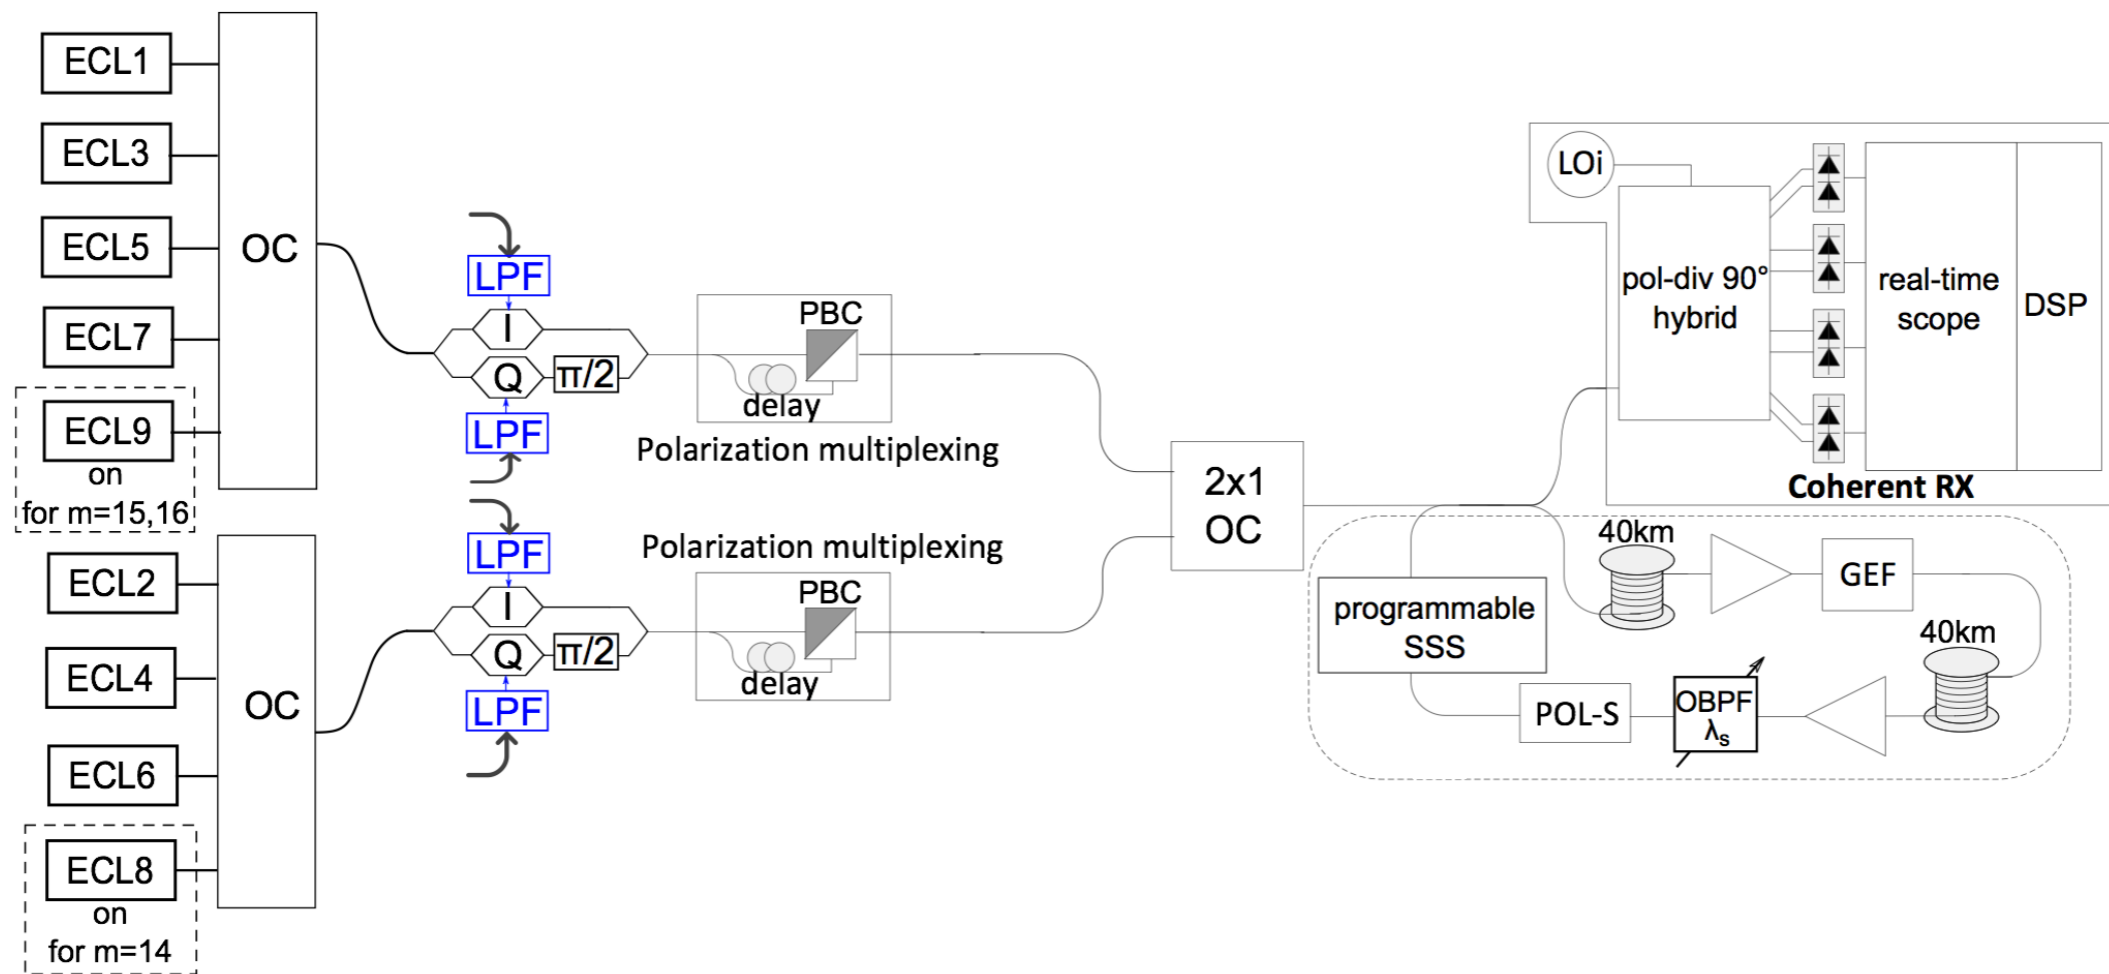 ECL1
ECL3
ECL5
ECL7
ECL9
on
for m=15,16
OC
ECL2
ECL4
ECL6
ECL8
on
for m=14
OC
LPF
I
Q
π/2
LPF
PBC
delay
Polarization multiplexing
LPF
I
Q
π/2
LPF
Polarization multiplexing
PBC
delay
2x1
OC
LOi
pol-div 90°
hybrid
real-time
scope
DSP
Coherent RX
40km
GEF
40km
programmable
SSS
POL-S
OBPF
λs